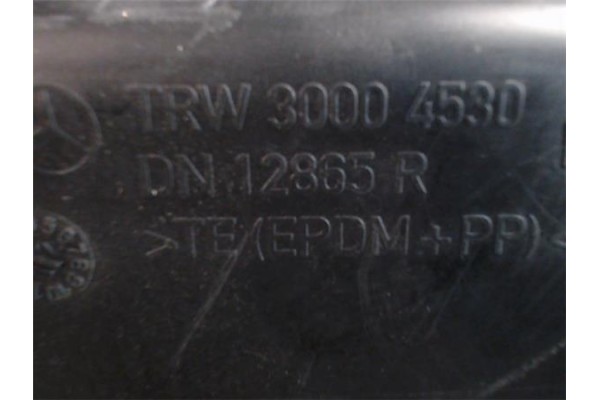 TRW 3000 4530
DN 12865 R
>TE(EPDM+PP)<